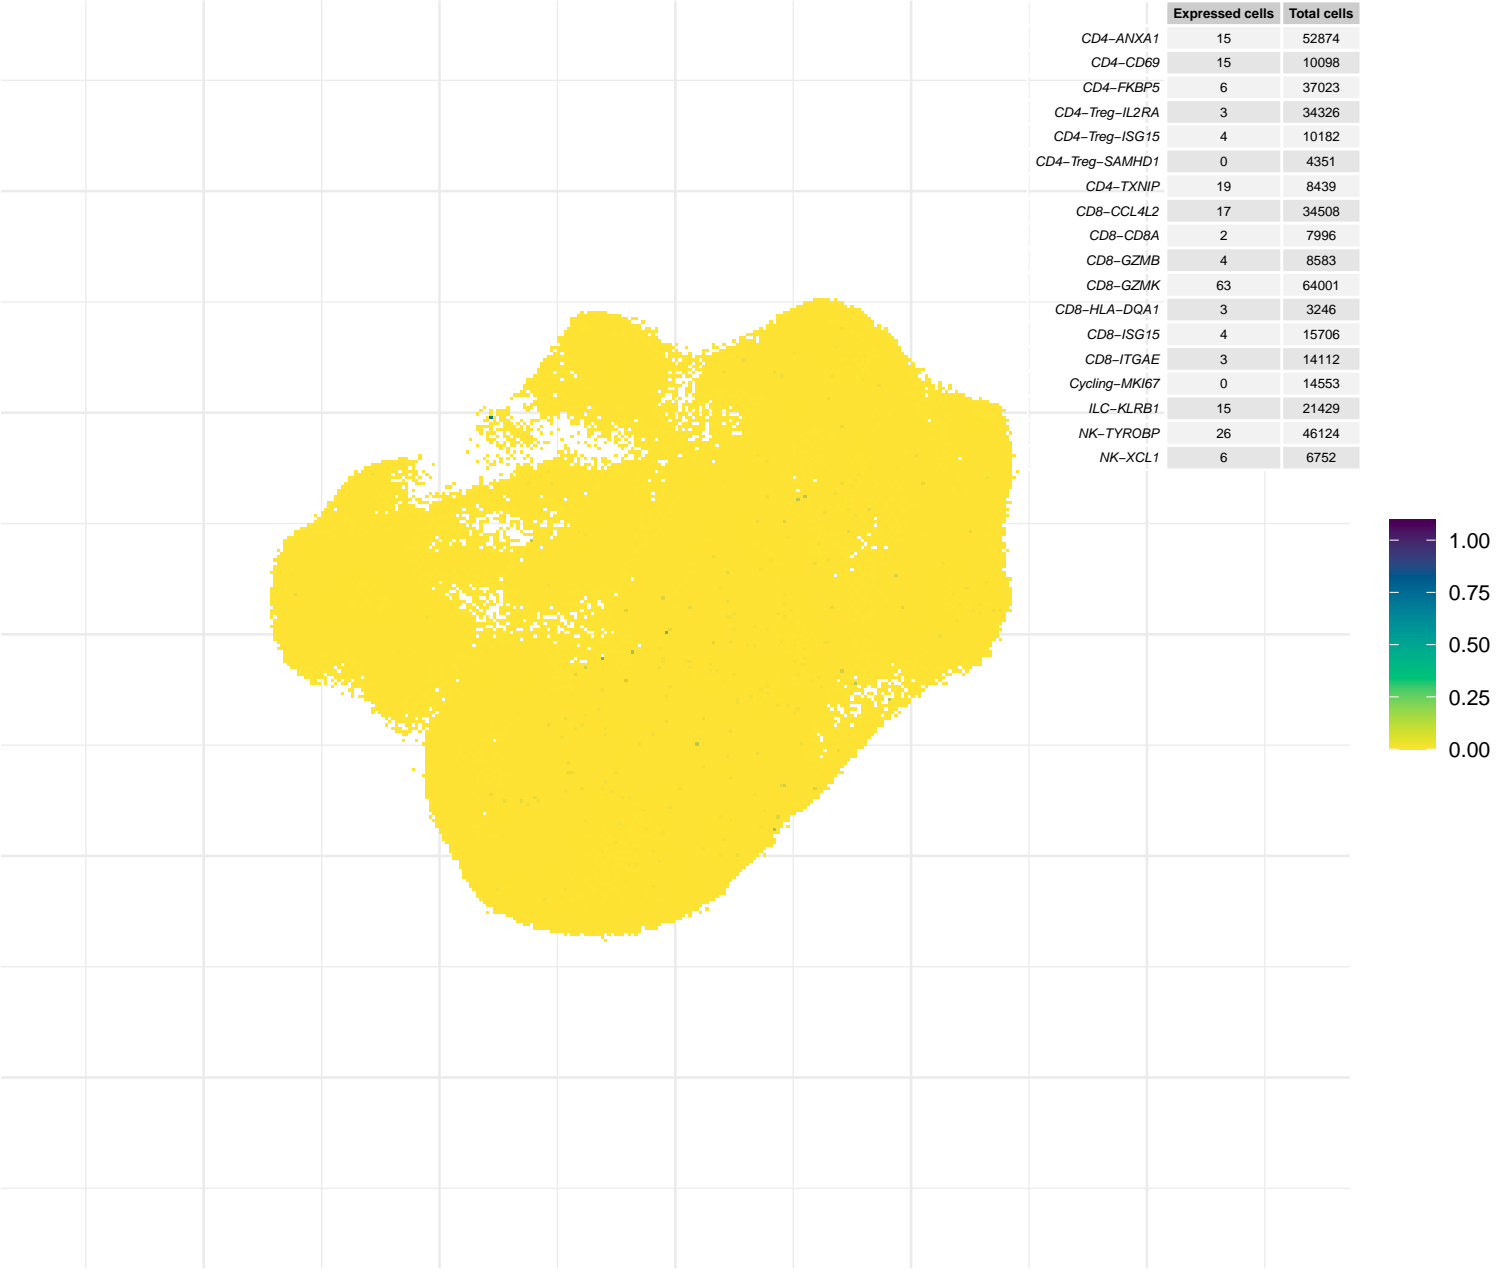 Expressed cells Total cells
CD4−ANXA1 15 52874
CD4−CD69 15 10098
CD4−FKBP5 6 37023
CD4−Treg−IL2RA 3 34326
CD4−Treg−ISG15 4 10182
CD4−Treg−SAMHD1 0 4351
CD4−TXNIP 19 8439
CD8−CCL4L2 17 34508
CD8−CD8A 2 7996
CD8−GZMB 4 8583
CD8−GZMK 63 64001
CD8−HLA−DQA1 3 3246
CD8−ISG15 4 15706
CD8−ITGAE 3 14112
Cycling−MKI67 0 14553
ILC−KLRB1 15 21429
NK−TYROBP 26 46124
NK−XCL1 6 6752
1.00
0.75
0.50
0.25
0.00